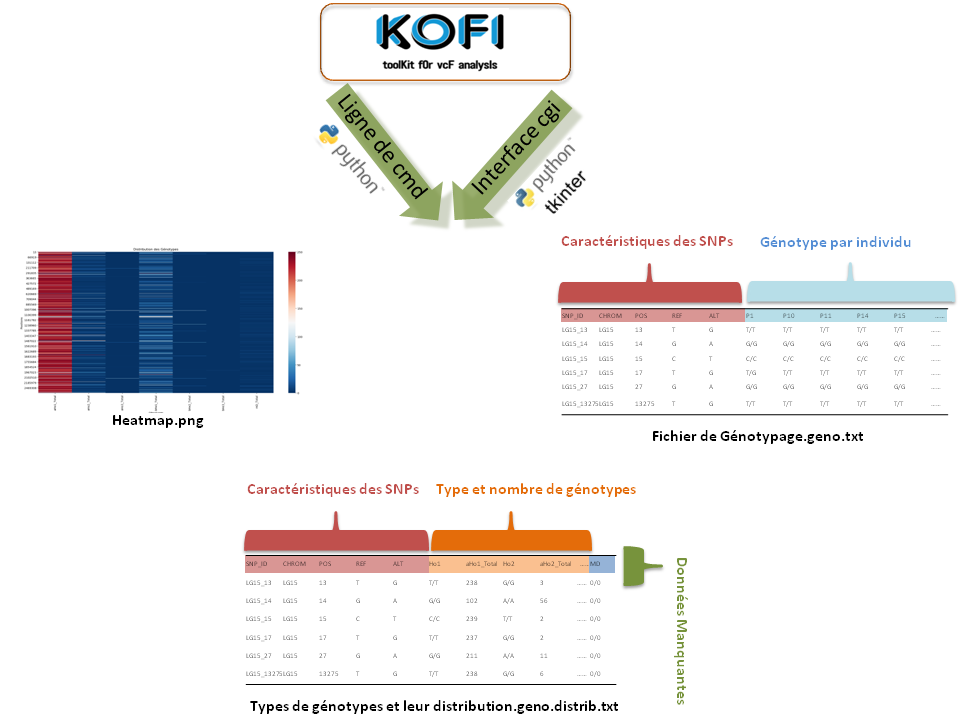 KOFI
toolKit f0r vcF analysis
Ligne de cmd
python
Interface cgi
python
tkinter
Distribution des Génotypes
Heatmap.png
Caractéristiques des SNPs
Génotype par individu
SNP_ID CHROM POS REF ALT P1 P10 P11 P14 P15 .....
LG15_13 LG15 13 T G T/T T/T T/T T/T T/T ......
LG15_14 LG15 14 G A G/G G/G G/G G/G G/G ......
LG15_15 LG15 15 C T C/C C/C C/C C/C C/C ......
LG15_17 LG15 17 T G T/G T/T T/T T/T T/T ......
LG15_27 LG15 27 G A G/G G/G G/G G/G G/G ......
LG15_13275 LG15 13275 T G T/T T/T T/T T/T T/T ......
Fichier de Génotypage.geno.txt
Caractéristiques des SNPs
Type et nombre de génotypes
SNP_ID CHROM POS REF ALT Ho1 aHo1_Total Ho2 aHo2_Total ...... MD
LG15_13 LG15 13 T G T/T 238 G/G 3 ...... 0/0
LG15_14 LG15 14 G A G/G 102 A/A 56 ...... 0/0
LG15_15 LG15 15 C T C/C 239 T/T 2 ...... 0/0
LG15_17 LG15 17 T G T/T 237 G/G 2 ...... 0/0
LG15_27 LG15 27 G A G/G 211 A/A 11 ...... 0/0
LG15_13275 LG15 13275 T G T/T 238 G/G 6 ...... 0/0
Données Manquantes
Types de génotypes et leur distribution.geno.distrib.txt